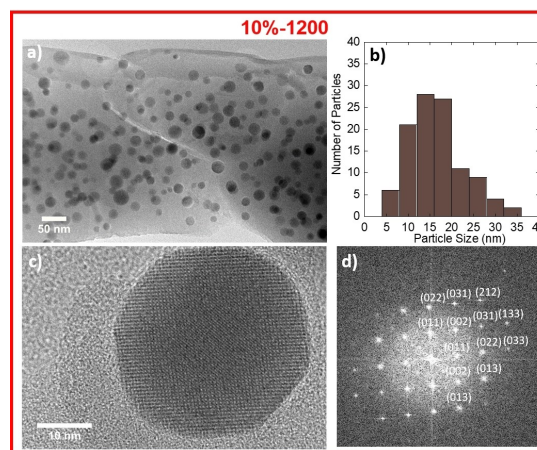 10%-1200
a)
50 nm
b)
Number of Particles
40
35
30
25
20
15
10
5
0
0 5 10 15 20 25 30 35 40
Particle Size (nm)
c)
10 nm
d)
(022) (031) (212)
(011) (002) (031) (133)
(011) (022) (033)
(002) (013)
(013)